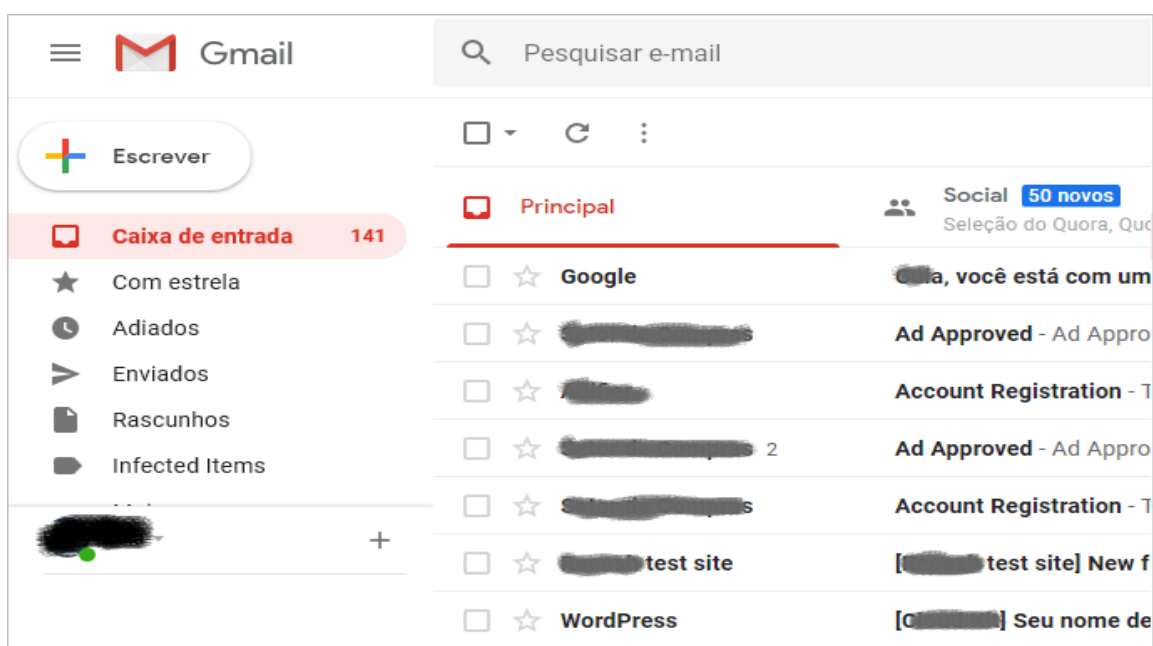 Gmail
Pesquisar e-mail
Escrever
Principal
Social 50 novos
Seleção do Quora, Quo
Caixa de entrada 141
Com estrela
Adiados
Enviados
Rascunhos
Infected Items
Google
você está com um
Ad Approved - Ad Appro
Account Registration - T
2 Ad Approved - Ad Appro
Account Registration - T
test site
test site] New f
WordPress
Seu nome de